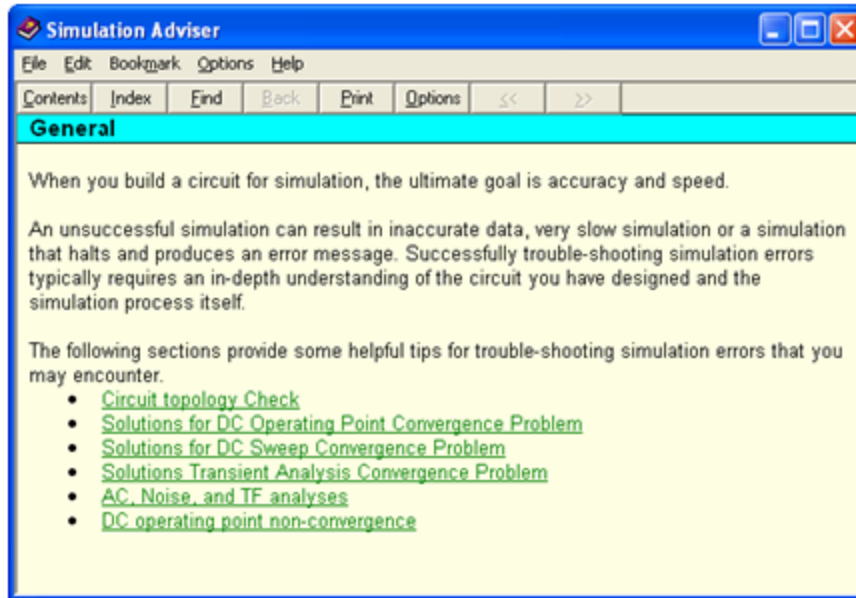 Simulation Adviser
File Edit Bookmark Options Help
Contents Index Find Back Print Options << >>
General
When you build a circuit for simulation, the ultimate goal is accuracy and speed.
An unsuccessful simulation can result in inaccurate data, very slow simulation or a simulation
that halts and produces an error message. Successfully trouble-shooting simulation errors
typically requires an in-depth understanding of the circuit you have designed and the
simulation process itself.
The following sections provide some helpful tips for trouble-shooting simulation errors that you
may encounter.
• Circuit topology Check
• Solutions for DC Operating Point Convergence Problem
• Solutions for DC Sweep Convergence Problem
• Solutions Transient Analysis Convergence Problem
• AC, Noise, and TF analyses
• DC operating point non-convergence